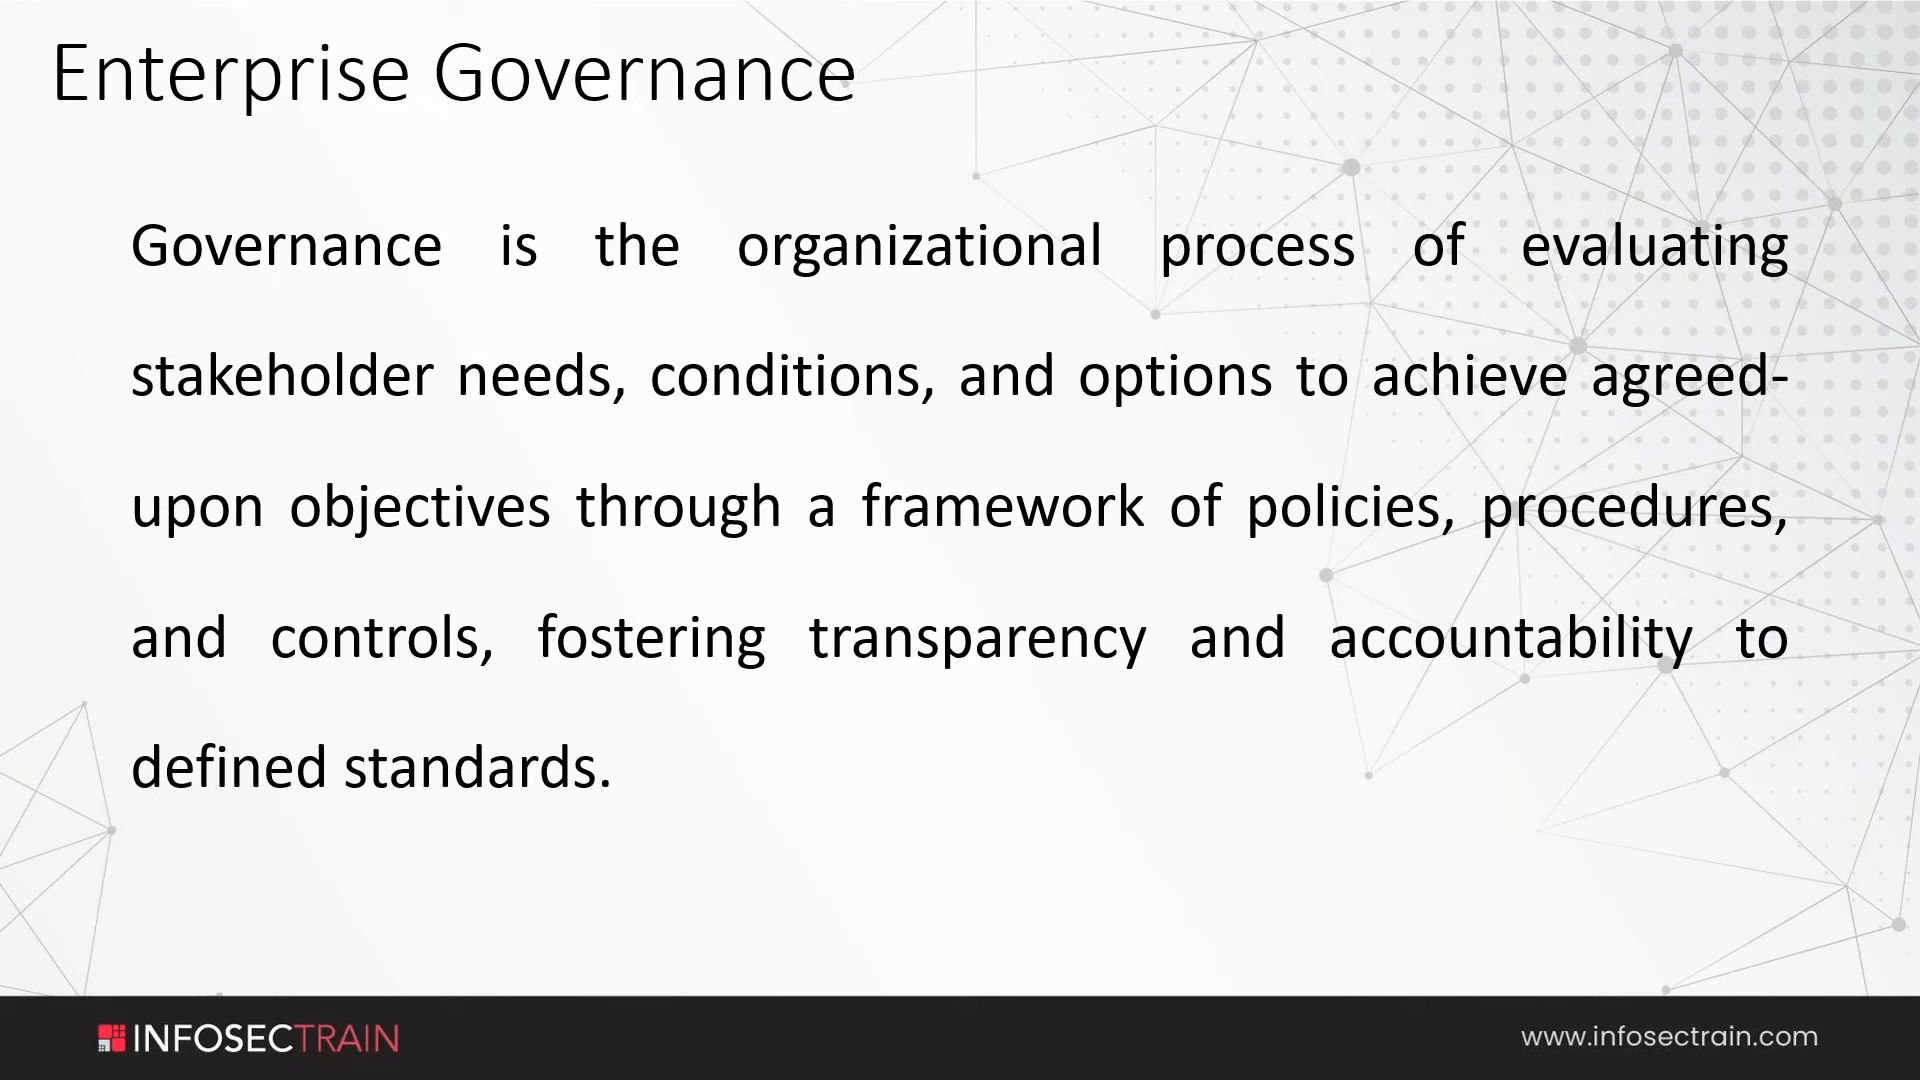 Enterprise Governance
Governance is the organizational process of evaluating
stakeholder needs, conditions, and options to achieve agreed-
upon objectives through a framework of policies, procedures,
and controls, fostering transparency and accountability to
defined standards.
INFOSECTRAIN
www.infosectrain.com